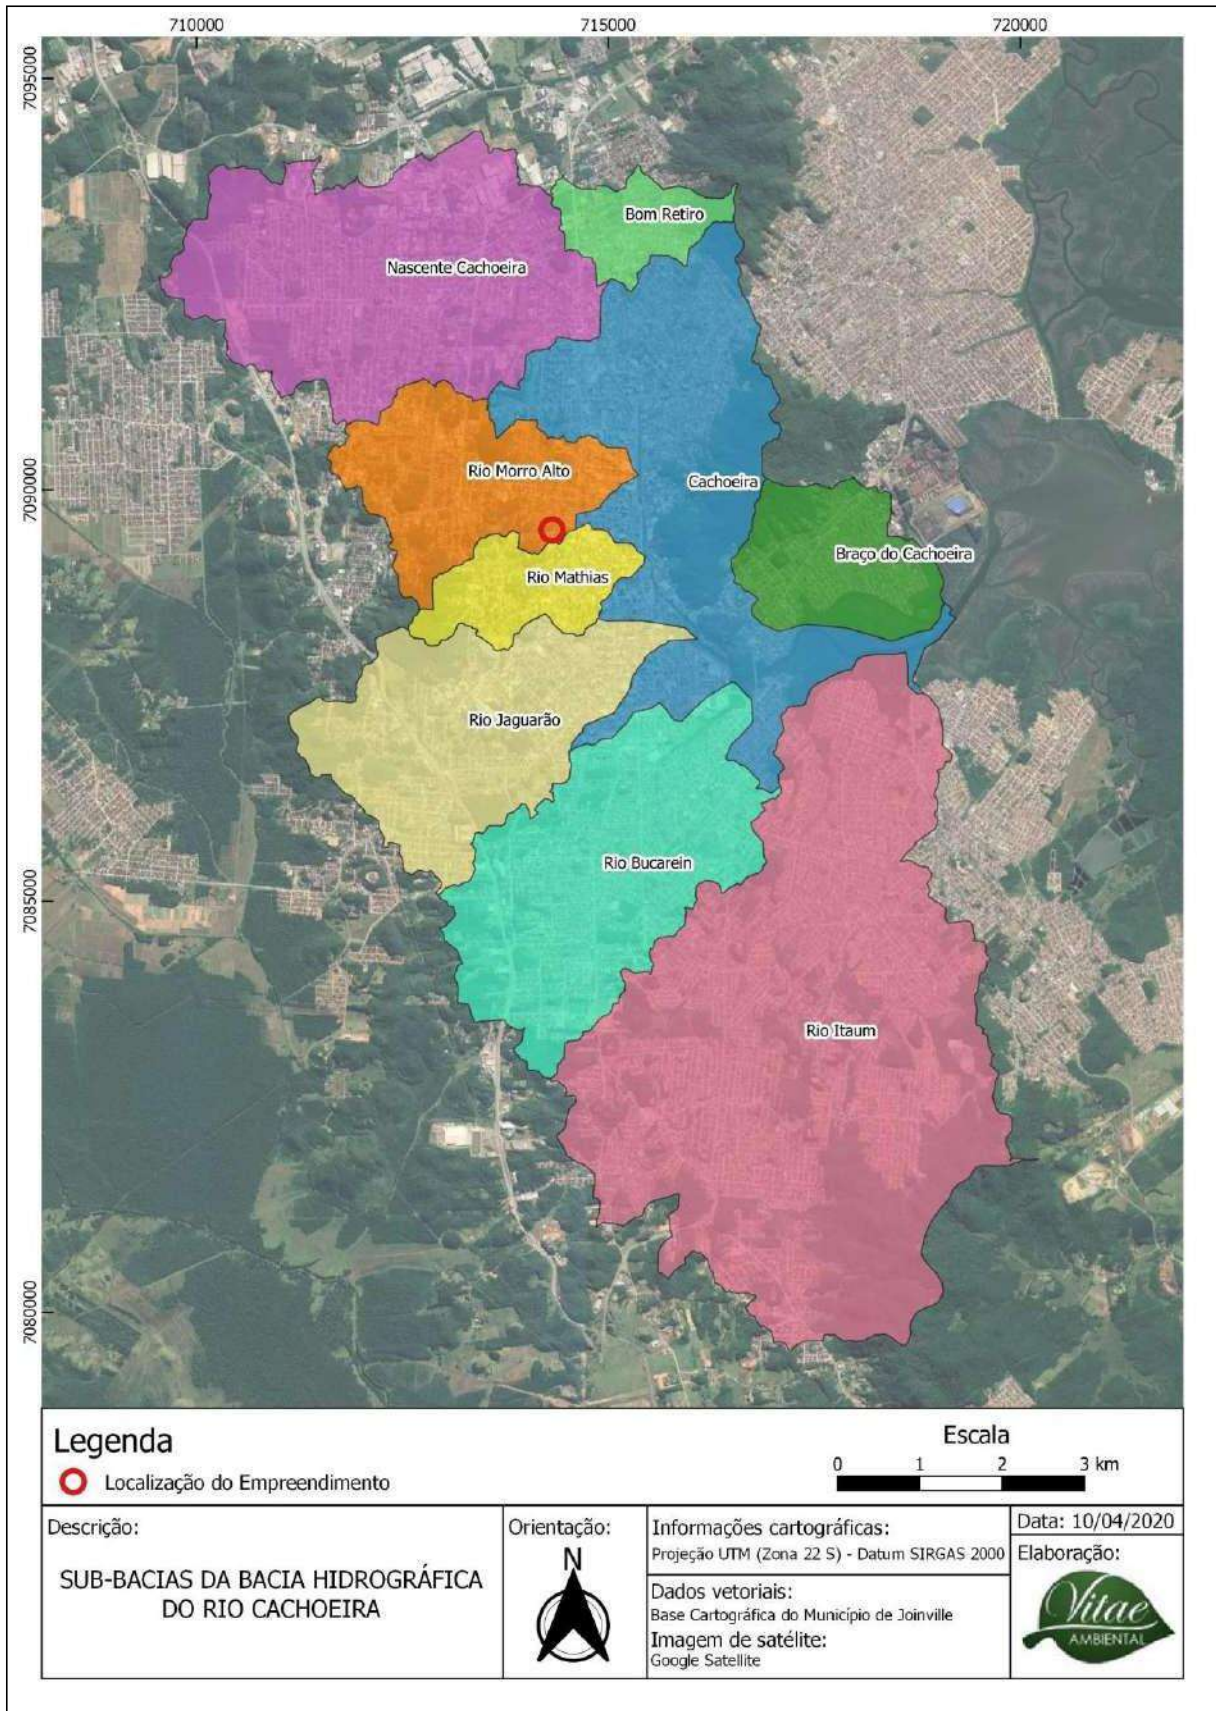 710000
715000
720000
7095000
7090000
7085000
7080000
Bom Retiro
Nascente Cachoeira
Rio Morro Alto
Cachoeira
Braço do Cachoeira
Rio Mathias
Rio Jaguarão
Rio Bucarein
Rio Itaum
Legenda
Localização do Empreendimento
Escala
0 1 2 3 km
Descrição:
SUB-BACIAS DA BACIA HIDROGRÁFICA
DO RIO CACHOEIRA
Orientação:
N
Informações cartográficas:
Projeção UTM (Zona 22 S) - Datum SIRGAS 2000
Dados vetoriais:
Base Cartográfica do Município de Joinville
Imagem de satélite:
Google Satellite
Data: 10/04/2020
Elaboração:
Vitae
AMBIENTAL